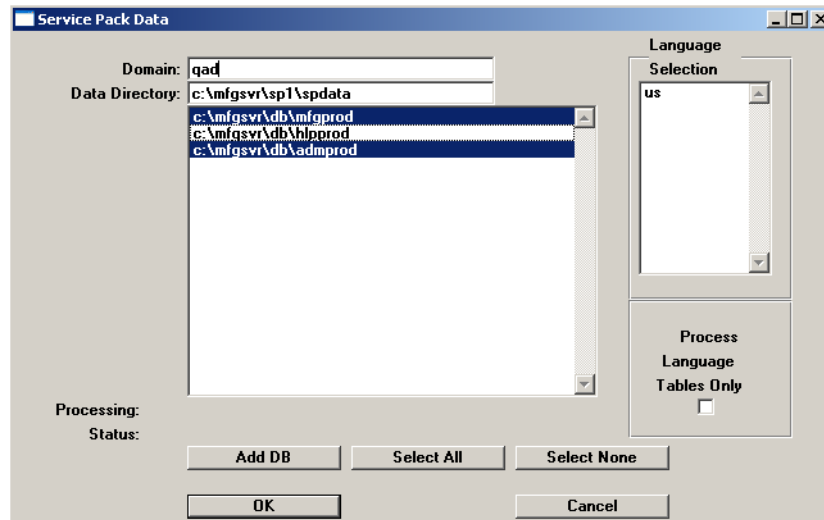 Service Pack Data
Domain: qad
Data Directory: c:\mfgsvr\sp1\spdata
c:\mfgsvr\db\mfgprod
c:\mfgsvr\db\hlpprod
c:\mfgsvr\db\admprod
Language
Selection
us
Process
Language
Tables Only
Processing:
Status:
Add DB Select All Select None
OK Cancel